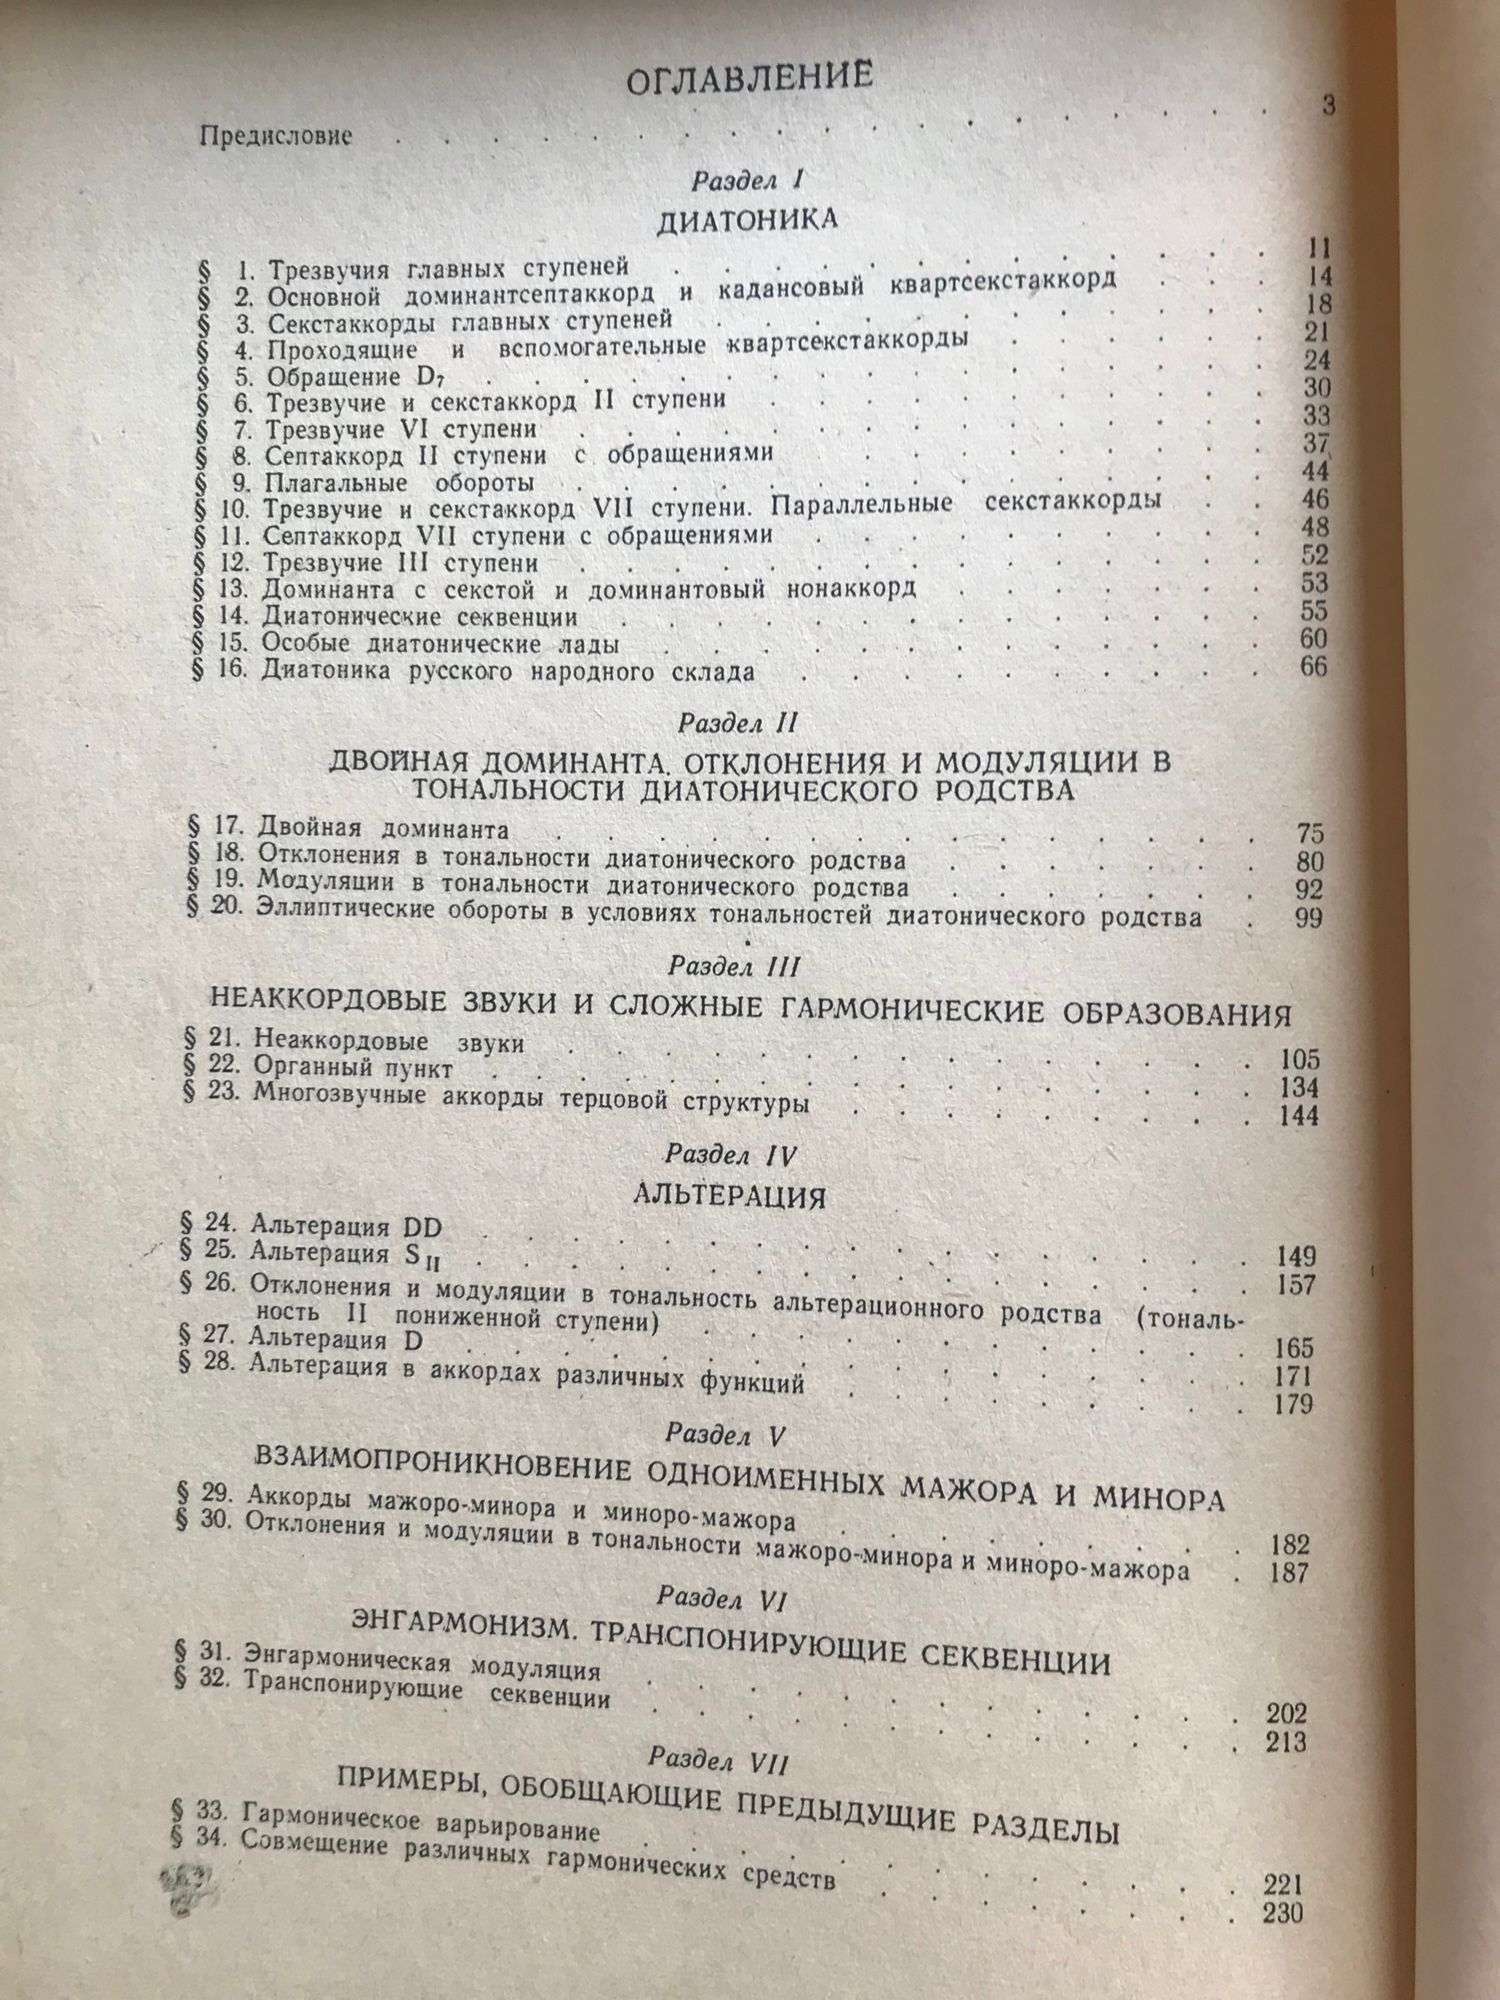 ОГЛАВЛЕНИЕ
Предисловие . . . . . . . . . . . . . . . . . . . 3
Раздел I
ДИАТОНИКА
§ 1. Трезвучия главных ступеней . . . . . . . . . . . . 11
§ 2. Основной доминантсептаккорд и кадансовый квартсекстаккорд . . . 14
§ 3. Секстаккорды главных ступеней . . . . . . . . . . . 18
§ 4. Проходящие и вспомогательные квартсекстаккорды . . . . . . 21
§ 5. Обращение D₇ . . . . . . . . . . . . . . . . 24
§ 6. Трезвучие и секстаккорд II ступени . . . . . . . . . . 30
§ 7. Трезвучие VI ступени . . . . . . . . . . . . . . 33
§ 8. Септаккорд II ступени с обращениями . . . . . . . . . 37
§ 9. Плагальные обороты . . . . . . . . . . . . . . 44
§ 10. Трезвучие и секстаккорд VII ступени. Параллельные секстаккорды . . 46
§ 11. Септаккорд VII ступени с обращениями . . . . . . . . . . 48
§ 12. Трезвучие III ступени . . . . . . . . . . . . . . 52
§ 13. Доминанта с секстой и доминантовый нонаккорд . . . . . . . 53
§ 14. Диатонические секвенции . . . . . . . . . . . . . 55
§ 15. Особые диатонические лады . . . . . . . . . . . . . 60
§ 16. Диатоника русского народного склада . . . . . . . . . . 66
Раздел II
ДВОЙНАЯ ДОМИНАНТА. ОТКЛОНЕНИЯ И МОДУЛЯЦИИ В
ТОНАЛЬНОСТИ ДИАТОНИЧЕСКОГО РОДСТВА
§ 17. Двойная доминанта . . . . . . . . . . . . . . 75
§ 18. Отклонения в тональности диатонического родства . . . . . . . 80
§ 19. Модуляции в тональности диатонического родства . . . . . . . 92
§ 20. Эллиптические обороты в условиях тональностей диатонического родства . 99
Раздел III
НЕАККОРДОВЫЕ ЗВУКИ И СЛОЖНЫЕ ГАРМОНИЧЕСКИЕ ОБРАЗОВАНИЯ
§ 21. Неаккордовые звуки . . . . . . . . . . . . . . 105
§ 22. Органный пункт . . . . . . . . . . . . . . . 134
§ 23. Многозвучные аккорды терцовой структуры . . . . . . . . . 144
Раздел IV
АЛЬТЕРАЦИЯ
§ 24. Альтерация DD . . . . . . . . . . . . . . . . 149
§ 25. Альтерация S II . . . . . . . . . . . . . . . . 157
§ 26. Отклонения и модуляции в тональность альтерационного родства (тональ-
ность II пониженной ступени) . . . . . . . . . . . . 165
§ 27. Альтерация D . . . . . . . . . . . . . . . . 171
§ 28. Альтерация в аккордах различных функций . . . . . . . . . 179
Раздел V
ВЗАИМОПРОНИКНОВЕНИЕ ОДНОИМЕННЫХ МАЖОРА И МИНОРА
§ 29. Аккорды мажоро-минора и миноро-мажора . . . . . . . . . 182
§ 30. Отклонения и модуляции в тональности мажоро-минора и миноро-мажора . 187
Раздел VI
ЭНГАРМОНИЗМ. ТРАНСПОНИРУЮЩИЕ СЕКВЕНЦИИ
§ 31. Энгармоническая модуляция . . . . . . . . . . . . . 202
§ 32. Транспонирующие секвенции . . . . . . . . . . . . . 213
Раздел VII
ПРИМЕРЫ, ОБОБЩАЮЩИЕ ПРЕДЫДУЩИЕ РАЗДЕЛЫ
§ 33. Гармоническое варьирование . . . . . . . . . . . . . 221
§ 34. Совмещение различных гармонических средств . . . . . . . . 230